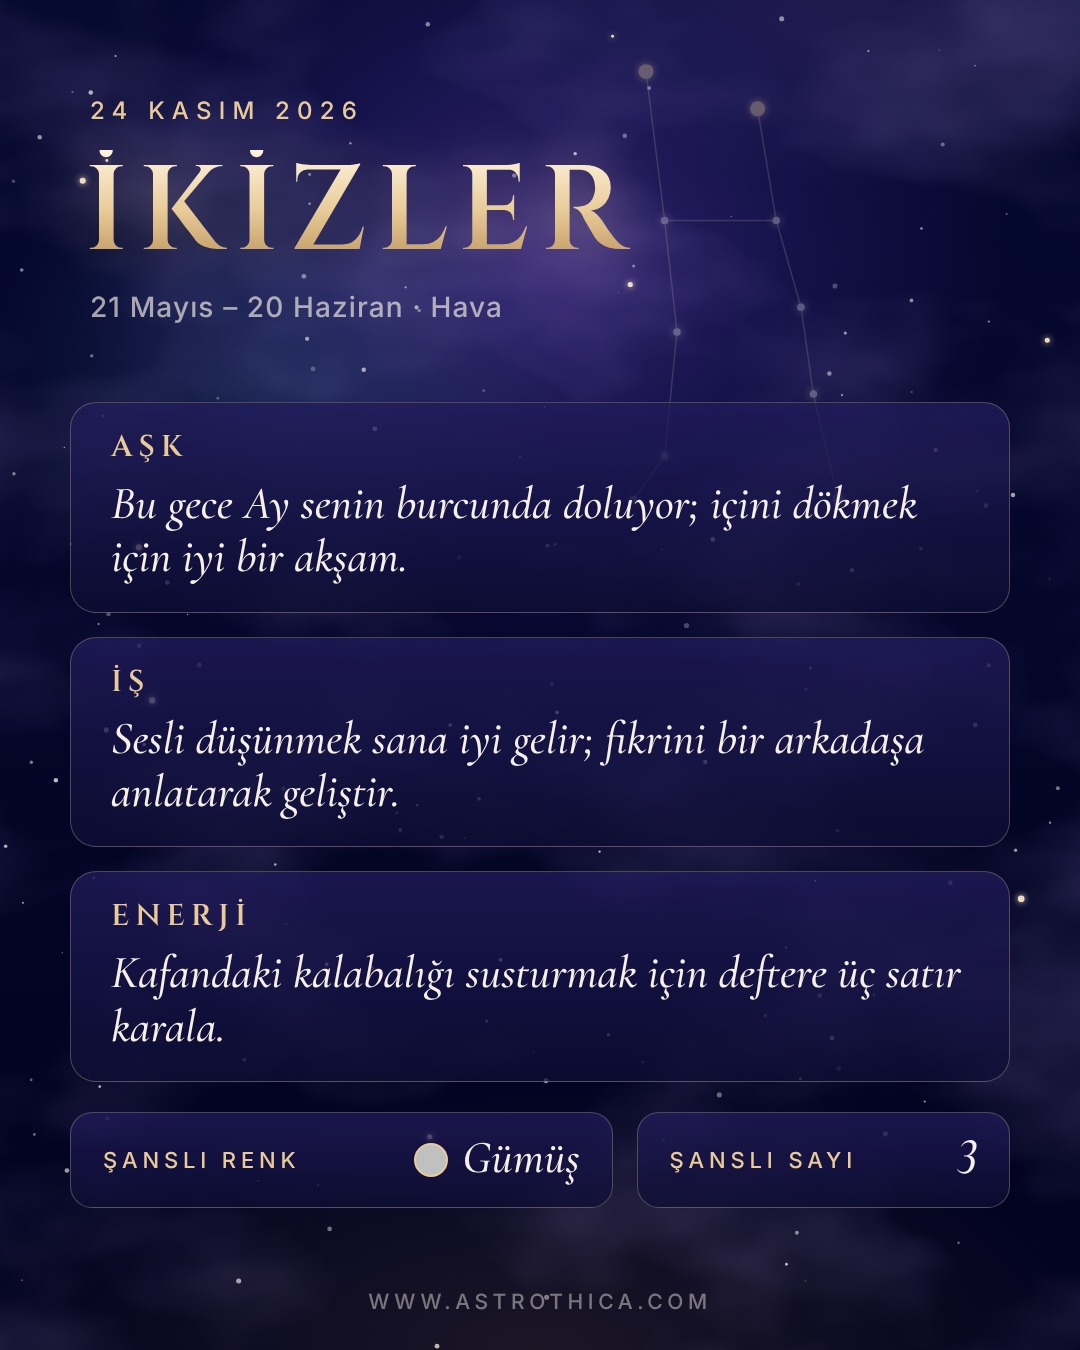 24 KASIM 2026
İKİZLER
21 Mayıs – 20 Haziran · Hava
AŞK
Bu gece Ay senin burcunda doluyor; içini dökmek
için iyi bir akşam.
İŞ
Sesli düşünmek sana iyi gelir; fikrini bir arkadaşa
anlatarak geliştir.
ENERJİ
Kafandaki kalabalığı susturmak için deftere üç satır
karala.
ŞANSLI RENK Gümüş
ŞANSLI SAYI 3
WWW.ASTROTHICA.COM